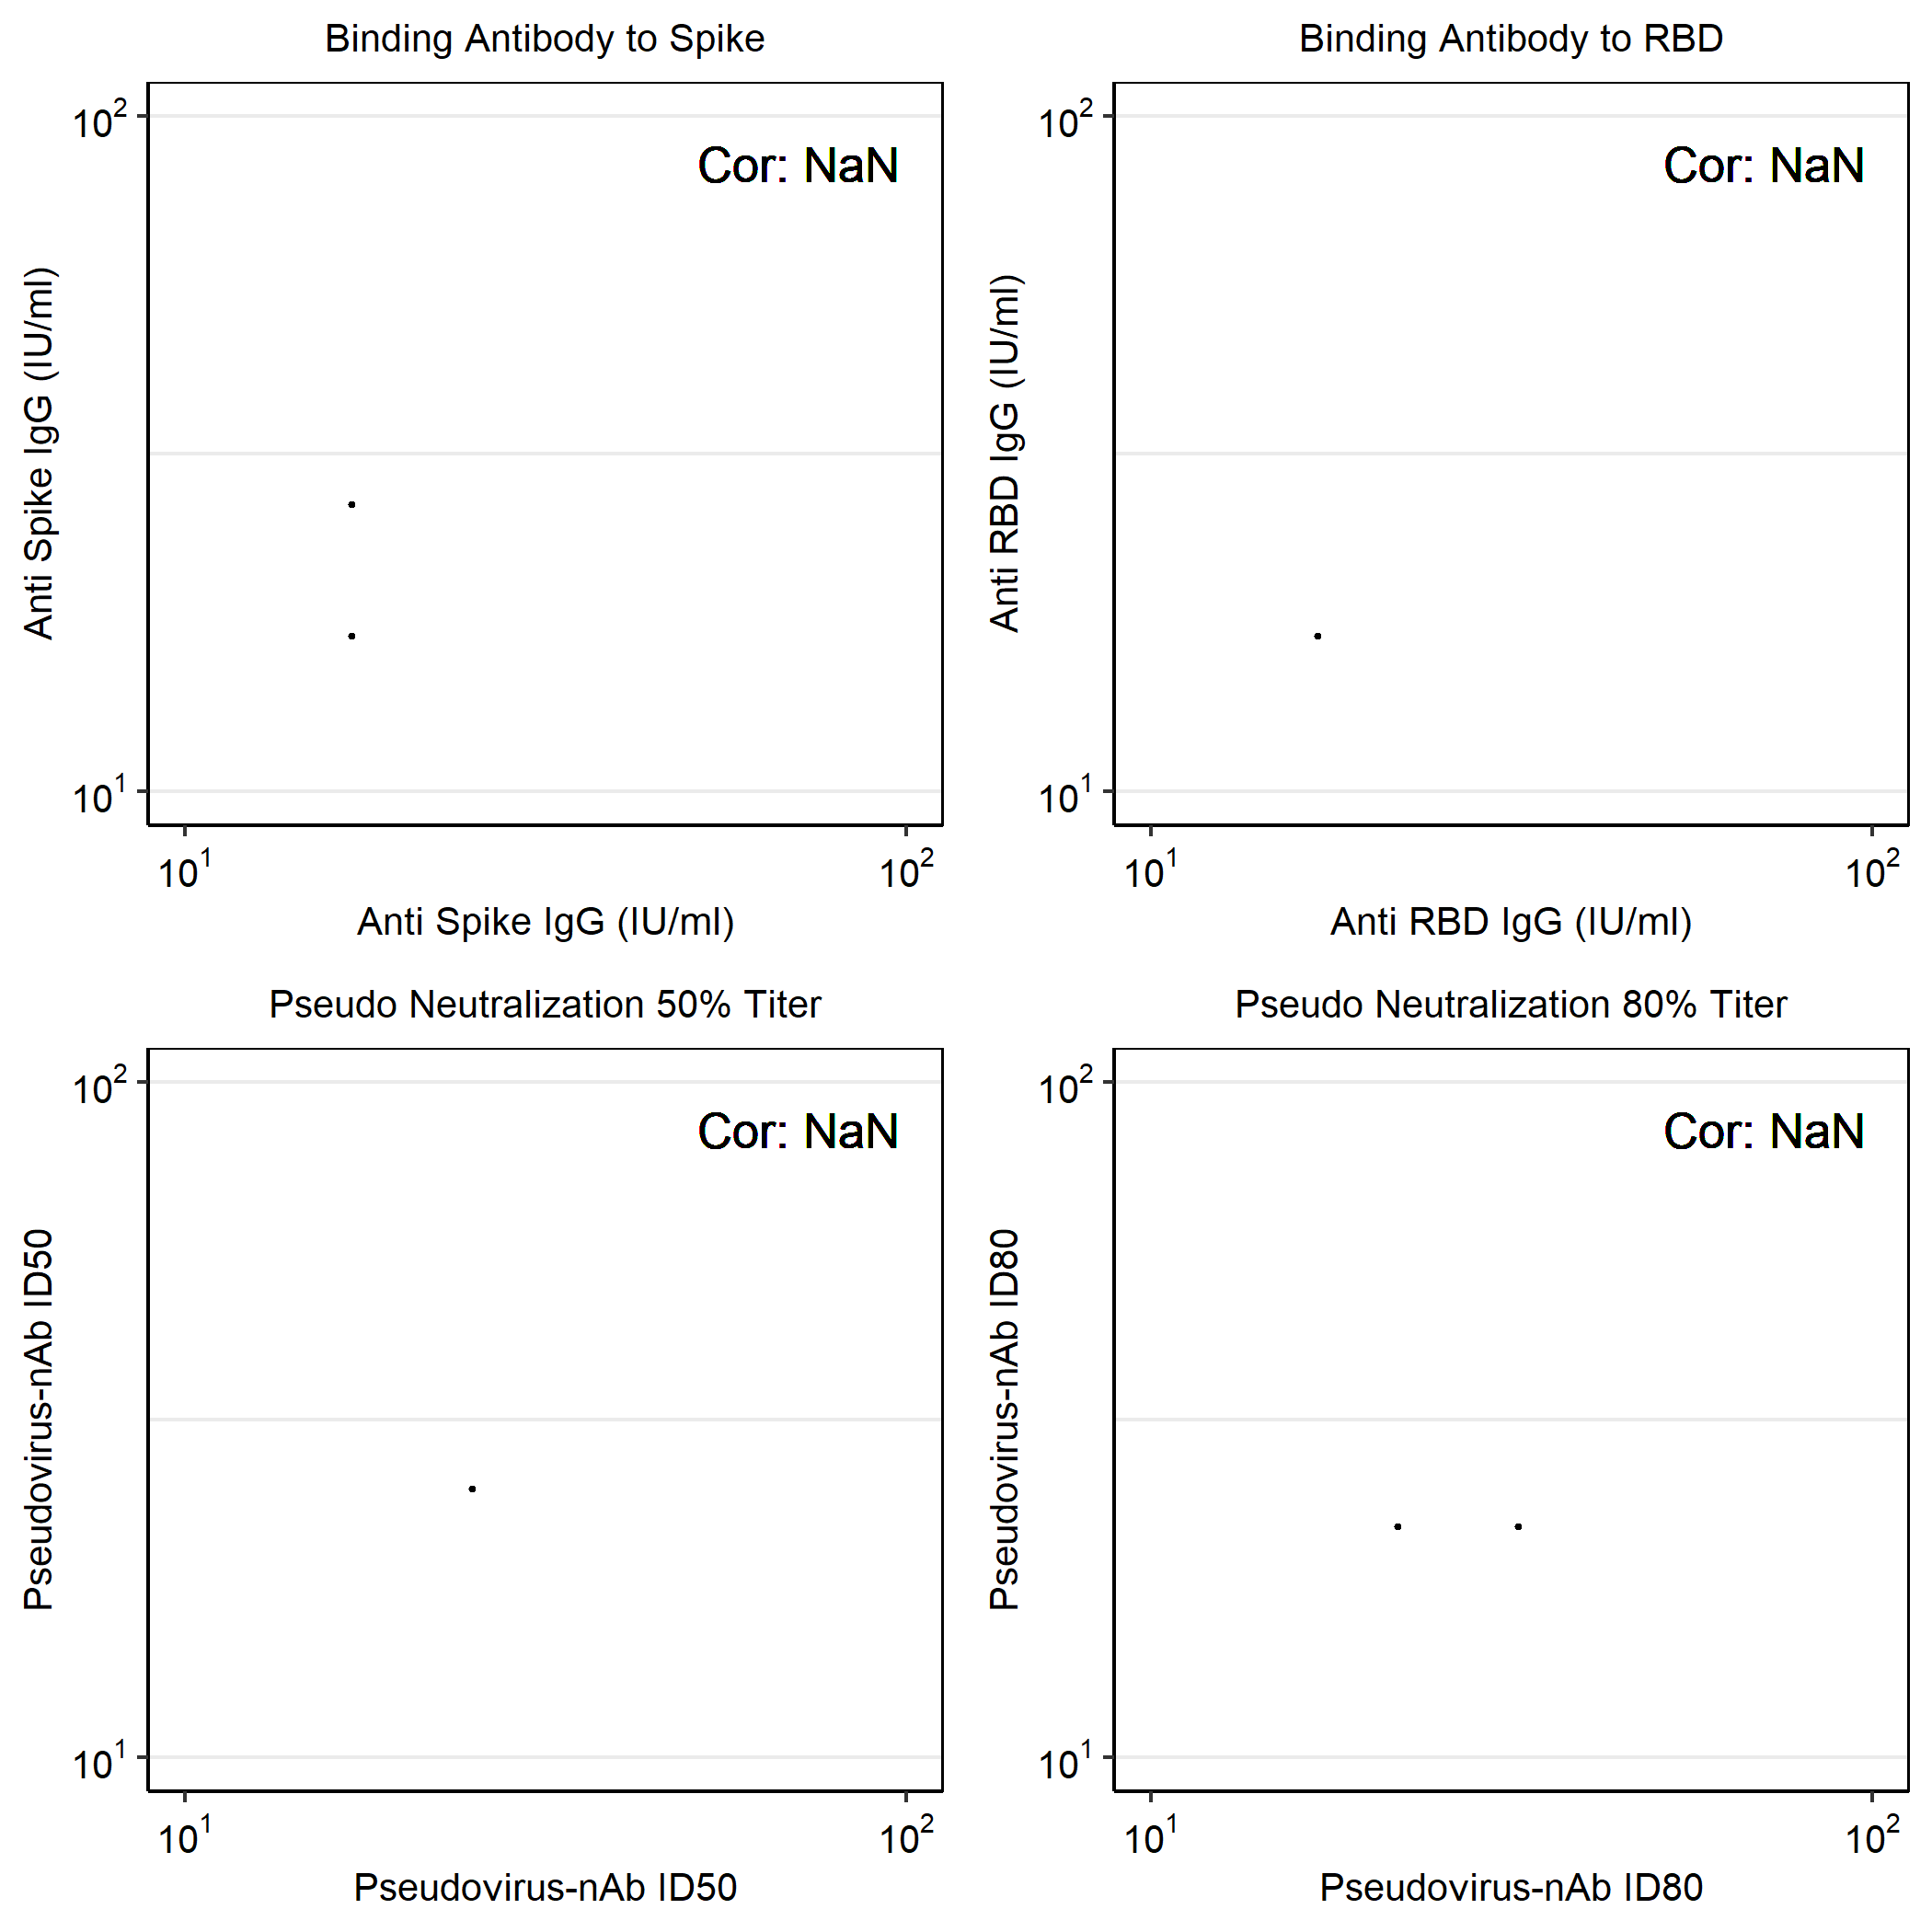 Binding Antibody to Spike
10^2
Cor: NaN
Anti Spike IgG (IU/ml)
10^1
10^1 10^2
Anti Spike IgG (IU/ml)
Binding Antibody to RBD
10^2
Cor: NaN
Anti RBD IgG (IU/ml)
10^1
10^1 10^2
Anti RBD IgG (IU/ml)
Pseudo Neutralization 50% Titer
10^2
Cor: NaN
Pseudovirus-nAb ID50
10^1
10^1 10^2
Pseudovirus-nAb ID50
Pseudo Neutralization 80% Titer
10^2
Cor: NaN
Pseudovirus-nAb ID80
10^1
10^1 10^2
Pseudovirus-nAb ID80